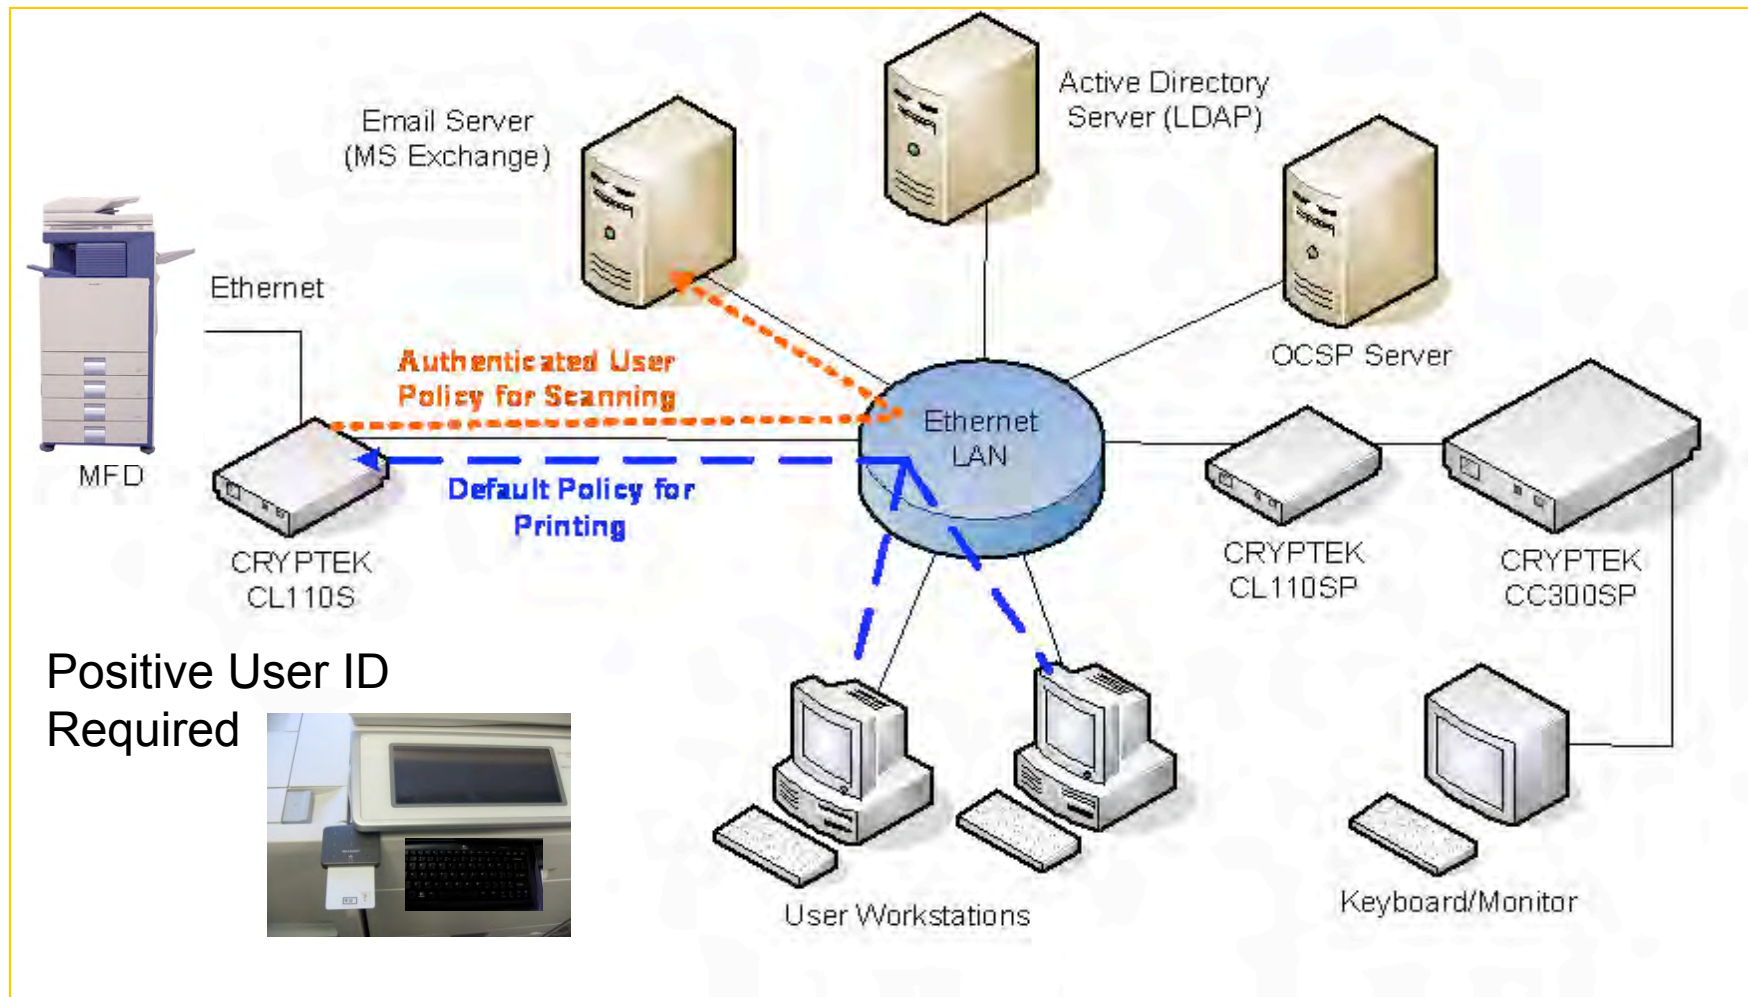 Active Directory
Server (LDAP)
Email Server
(MS Exchange)
Ethernet
OCSP Server
Authenticated User
Policy for Scanning
Ethernet
LAN
MFD
Default Policy for
Printing
CRYPTEK
CL110S
CRYPTEK
CL110SP
CRYPTEK
CC300SP
Positive User ID
Required
User Workstations
Keyboard/Monitor